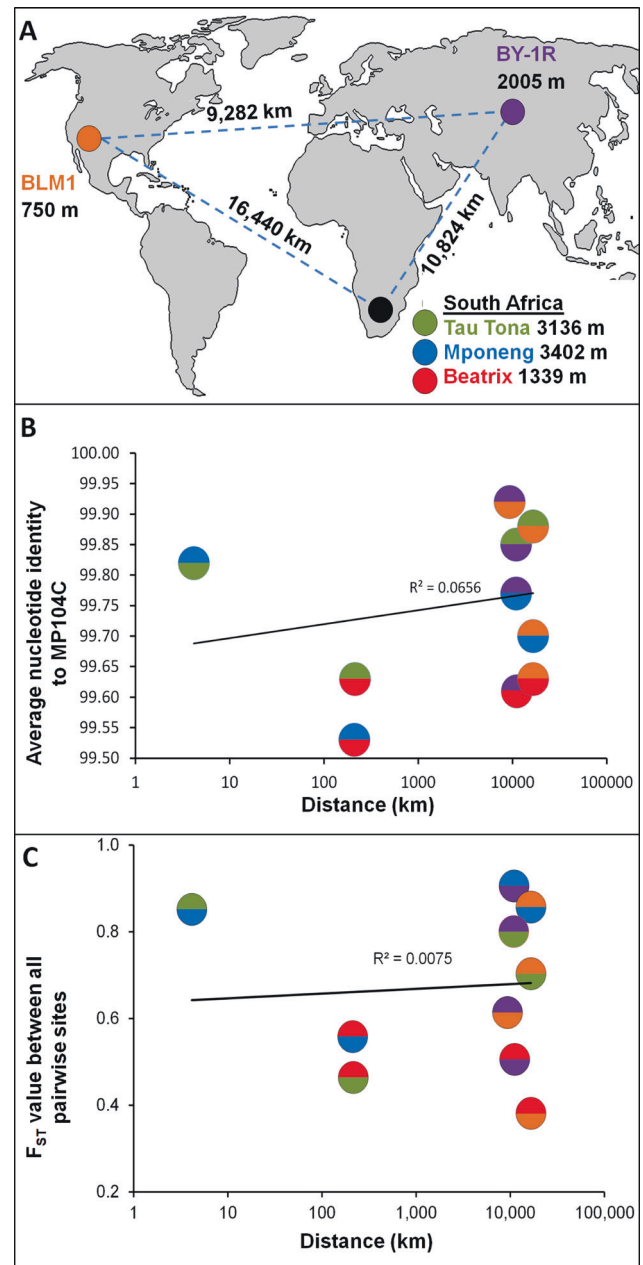 A
BY-1R
2005 m
9,282 km
BLM1
750 m
16,440 km
10,824 km
South Africa
Tau Tona 3136 m
Mponeng 3402 m
Beatrix 1339 m
B
Average nucleotide identity
to MP104C
100.00
99.95
99.90
99.85
99.80
99.75
99.70
99.65
99.60
99.55
99.50
R² = 0.0656
1 10 100 1000 10000 100000
Distance (km)
C
FST value between all
pairwise sites
1.0
0.8
0.6
0.4
0.2
R² = 0.0075
1 10 100 1,000 10,000 100,000
Distance (km)